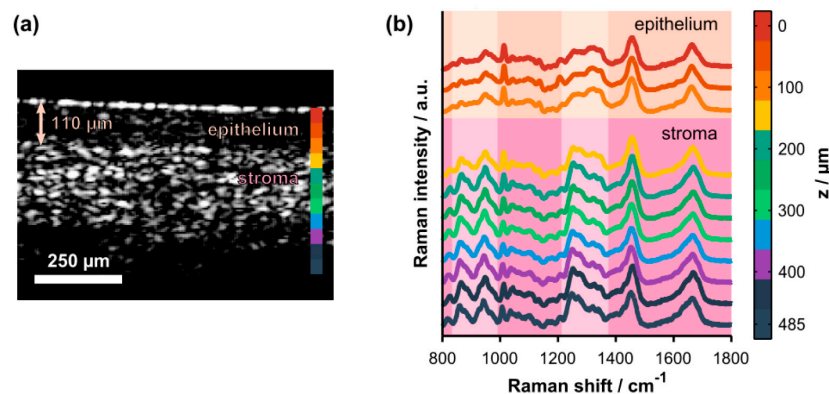 (a)
110 µm
epithelium
stroma
250 µm
(b)
epithelium
stroma
Raman intensity / a.u.
800 1000 1200 1400 1600 1800
Raman shift / cm⁻¹
0
100
200
300
400
485
z / µm